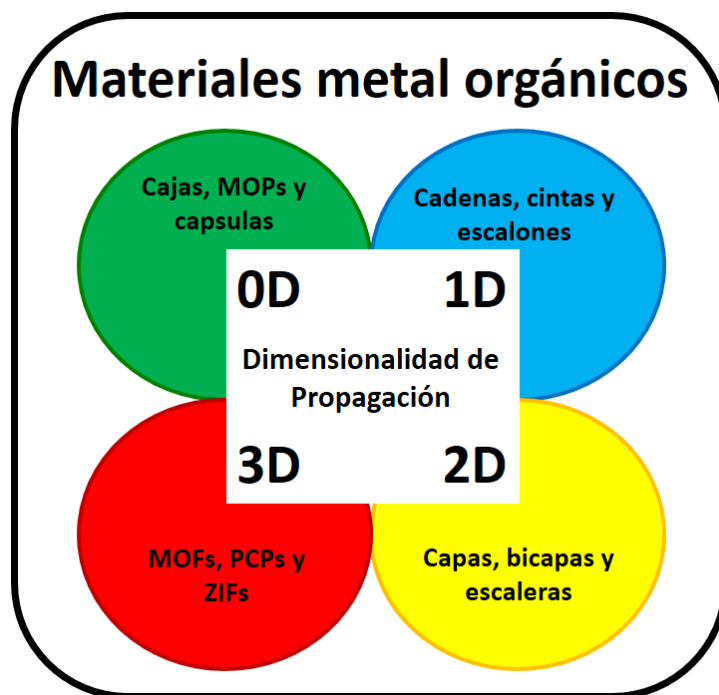 Materiales metal orgánicos
Cajas, MOPs y
capsulas
Cadenas, cintas y
escalones
0D
1D
Dimensionalidad de
Propagación
3D
2D
MOFs, PCPs y
ZIFs
Capas, bicapas y
escaleras